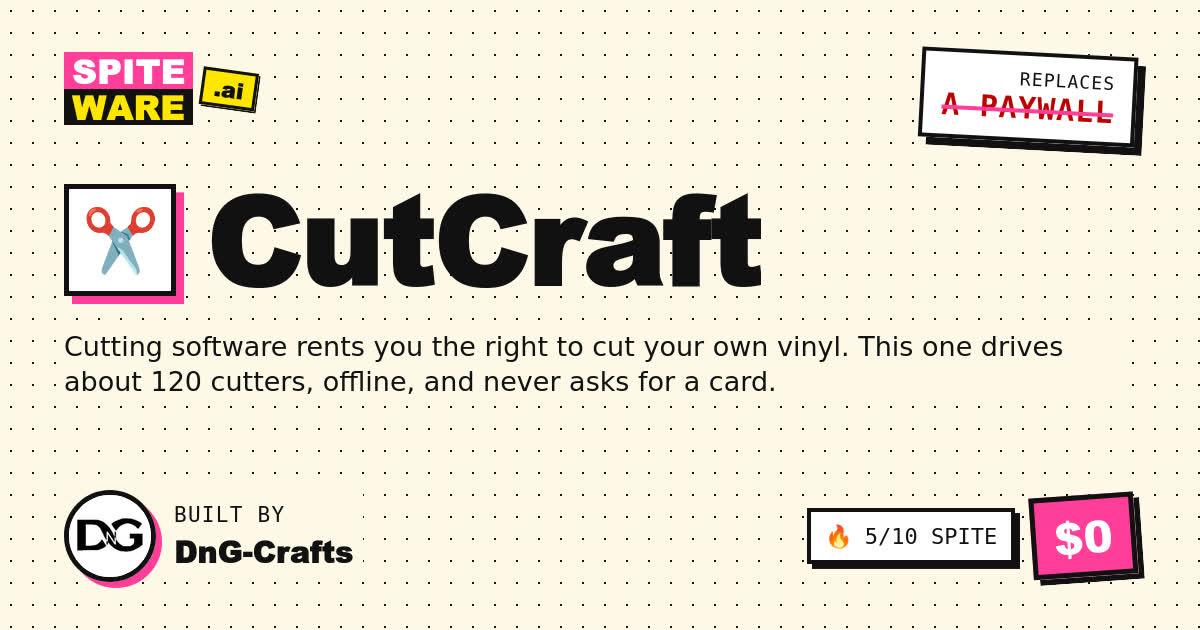 SPITE
WARE
.ai
REPLACES
A PAYWALL
CutCraft
Cutting software rents you the right to cut your own vinyl. This one drives
about 120 cutters, offline, and never asks for a card.
DNG
BUILT BY
DnG-Crafts
🔥 5/10 SPITE
$0